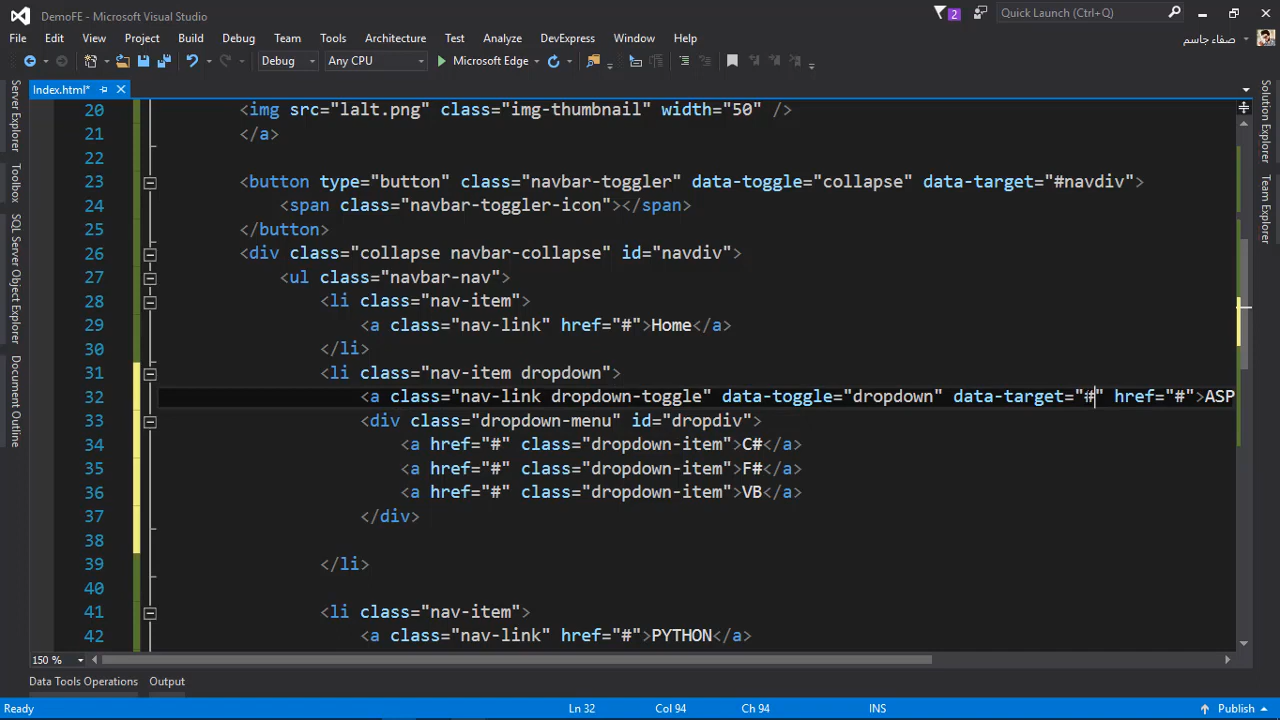 DemoFE - Microsoft Visual Studio
2
Quick Launch (Ctrl+Q)
File Edit View Project Build Debug Team Tools Architecture Test Analyze DevExpress Window Help
صفاء جاسم
Debug Any CPU Microsoft Edge
Index.html*
Server Explorer
Toolbox
SQL Server Object Explorer
Document Outline
20 <img src="lalt.png" class="img-thumbnail" width="50" />
21 </a>
22
23 <button type="button" class="navbar-toggler" data-toggle="collapse" data-target="#navdiv">
24 <span class="navbar-toggler-icon"></span>
25 </button>
26 <div class="collapse navbar-collapse" id="navdiv">
27 <ul class="navbar-nav">
28 <li class="nav-item">
29 <a class="nav-link" href="#">Home</a>
30 </li>
31 <li class="nav-item dropdown">
32 <a class="nav-link dropdown-toggle" data-toggle="dropdown" data-target="#" href="#">ASP
33 <div class="dropdown-menu" id="dropdiv">
34 <a href="#" class="dropdown-item">C#</a>
35 <a href="#" class="dropdown-item">F#</a>
36 <a href="#" class="dropdown-item">VB</a>
37 </div>
38
39 </li>
40
41 <li class="nav-item">
42 <a class="nav-link" href="#">PYTHON</a>
Solution Explorer
Team Explorer
150 %
Data Tools Operations Output
Ready Ln 32 Col 94 Ch 94 INS Publish